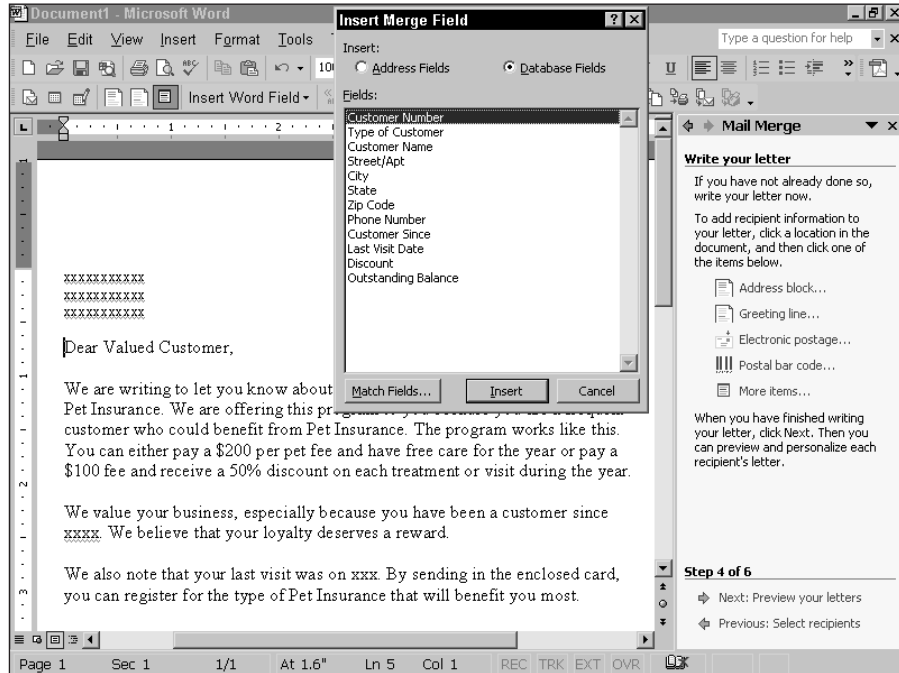 Document1 - Microsoft Word
File Edit View Insert Format Tools
Type a question for help
Insert Word Field
Insert Merge Field
Insert:
Address Fields Database Fields
Fields:
Customer Number
Type of Customer
Customer Name
Street/Apt
City
State
Zip Code
Phone Number
Customer Since
Last Visit Date
Discount
Outstanding Balance
Match Fields... Insert Cancel
xxxxxxxxxxx
xxxxxxxxxxx
xxxxxxxxxxx
Dear Valued Customer,
We are writing to let you know about
Pet Insurance. We are offering this
customer who could benefit from Pet Insurance. The program works like this.
You can either pay a $200 per pet fee and have free care for the year or pay a
$100 fee and receive a 50% discount on each treatment or visit during the year.
We value your business, especially because you have been a customer since
xxxx. We believe that your loyalty deserves a reward.
We also note that your last visit was on xxx. By sending in the enclosed card,
you can register for the type of Pet Insurance that will benefit you most.
Mail Merge
Write your letter
If you have not already done so,
write your letter now.
To add recipient information to
your letter, click a location in the
document, and then click one of
the items below.
Address block...
Greeting line...
Electronic postage...
Postal bar code...
More items...
When you have finished writing
your letter, click Next. Then you
can preview and personalize each
recipient's letter.
Step 4 of 6
Next: Preview your letters
Previous: Select recipients
Page 1 Sec 1 1/1 At 1.6" Ln 5 Col 1 REC TRK EXT OVR